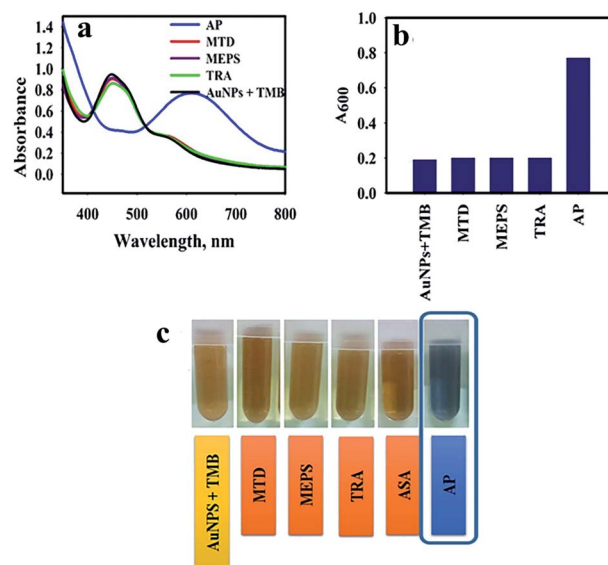 a
AP
MTD
MEPS
TRA
AuNPs + TMB
Absorbance
1.4
1.2
1.0
0.8
0.6
0.4
0.2
0.0
400
500
600
700
800
Wavelength, nm
b
A600
1.0
0.8
0.6
0.4
0.2
0.0
AuNPs+TMB
MTD
MEPS
TRA
AP
c
AuNPS + TMB
MTD
MEPS
TRA
ASA
AP